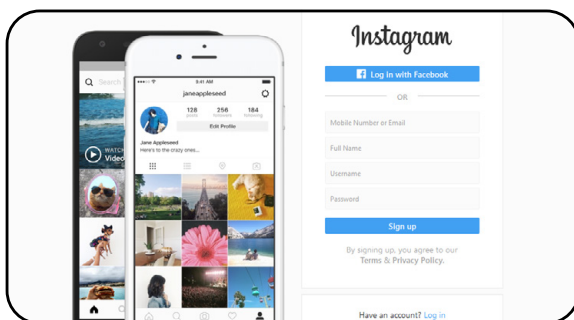 Search
WATCH
Video
9:41 AM
janeappleseed
128
256
184
posts
followers
following
Edit Profile
Jane Appleseed
Here's to the crazy ones...
Instagram
Log in with Facebook
OR
Mobile Number or Email
Full Name
Username
Password
Sign up
By signing up, you agree to our
Terms & Privacy Policy.
Have an account? Log in